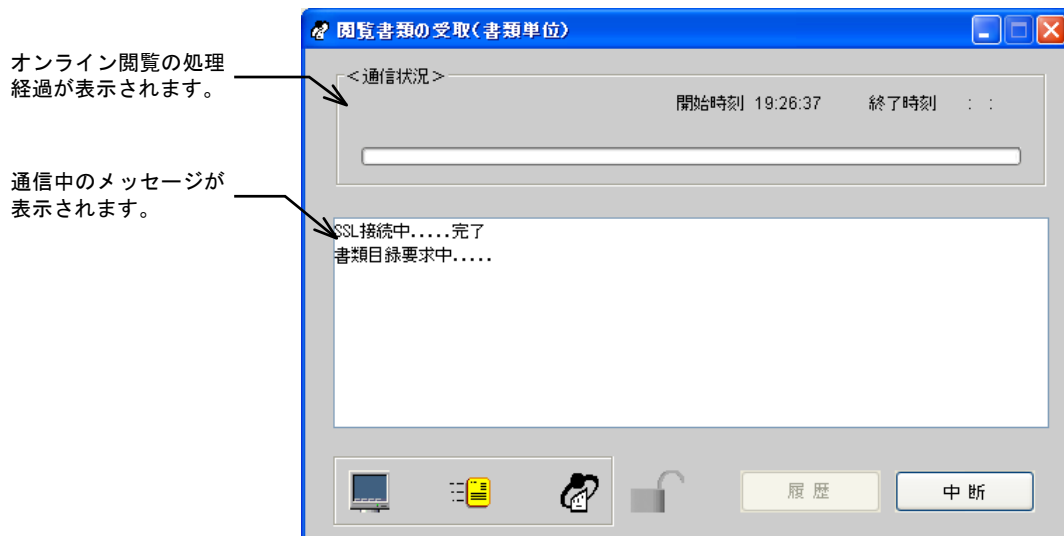 閲覧書類の受取(書類単位)
オンライン閲覧の処理
経過が表示されます。
<通信状況>
開始時刻 19:26:37 終了時刻 : :
通信中のメッセージが
表示されます。
SSL接続中.....完了
書類目録要求中.....
履歴
中断